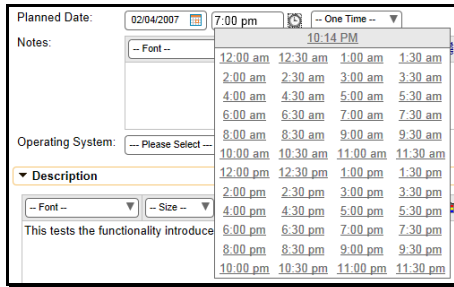 Planned Date: 02/04/2007 7:00 pm -- One Time --
10:14 PM
Notes:
-- Font --
12:00 am 12:30 am 1:00 am 1:30 am
2:00 am 2:30 am 3:00 am 3:30 am
4:00 am 4:30 am 5:00 am 5:30 am
6:00 am 6:30 am 7:00 am 7:30 am
8:00 am 8:30 am 9:00 am 9:30 am
Operating System: --- Please Select ---
10:00 am 10:30 am 11:00 am 11:30 am
12:00 pm 12:30 pm 1:00 pm 1:30 pm
Description
2:00 pm 2:30 pm 3:00 pm 3:30 pm
-- Font -- -- Size --
4:00 pm 4:30 pm 5:00 pm 5:30 pm
This tests the functionality introduce
6:00 pm 6:30 pm 7:00 pm 7:30 pm
8:00 pm 8:30 pm 9:00 pm 9:30 pm
10:00 pm 10:30 pm 11:00 pm 11:30 pm